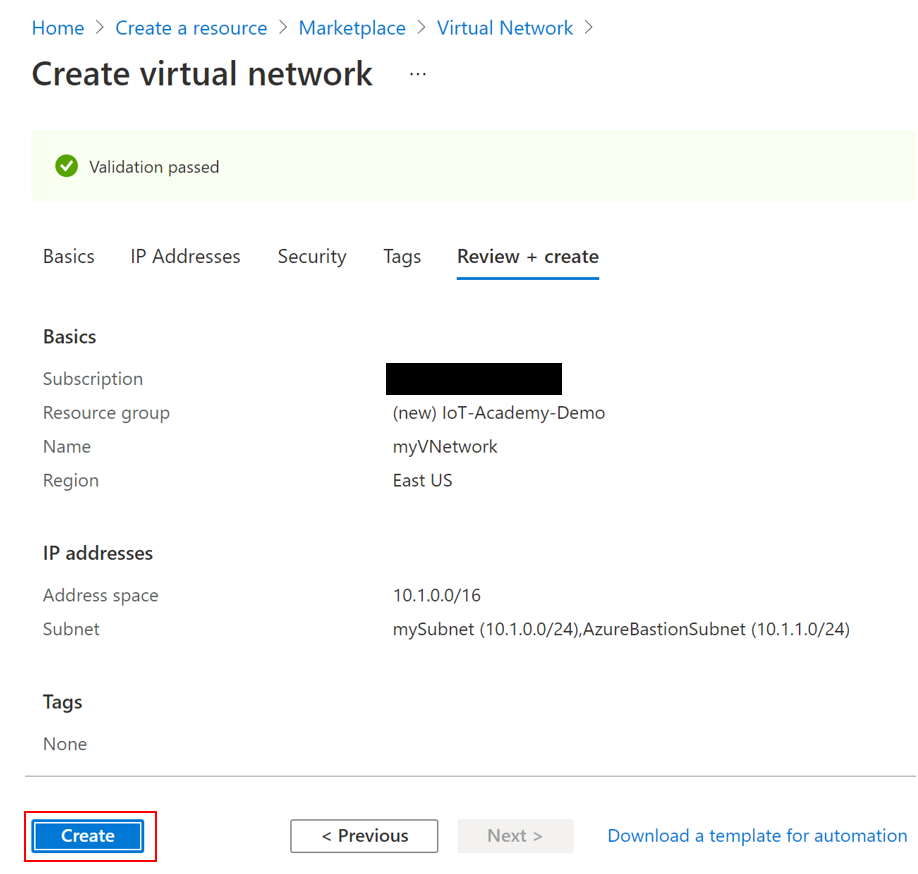 Home > Create a resource > Marketplace > Virtual Network >
Create virtual network ...
Validation passed
Basics IP Addresses Security Tags Review + create
Basics
Subscription
Resource group (new) IoT-Academy-Demo
Name myVNetwork
Region East US
IP addresses
Address space 10.1.0.0/16
Subnet mySubnet (10.1.0.0/24),AzureBastionSubnet (10.1.1.0/24)
Tags
None
Create < Previous Next > Download a template for automation